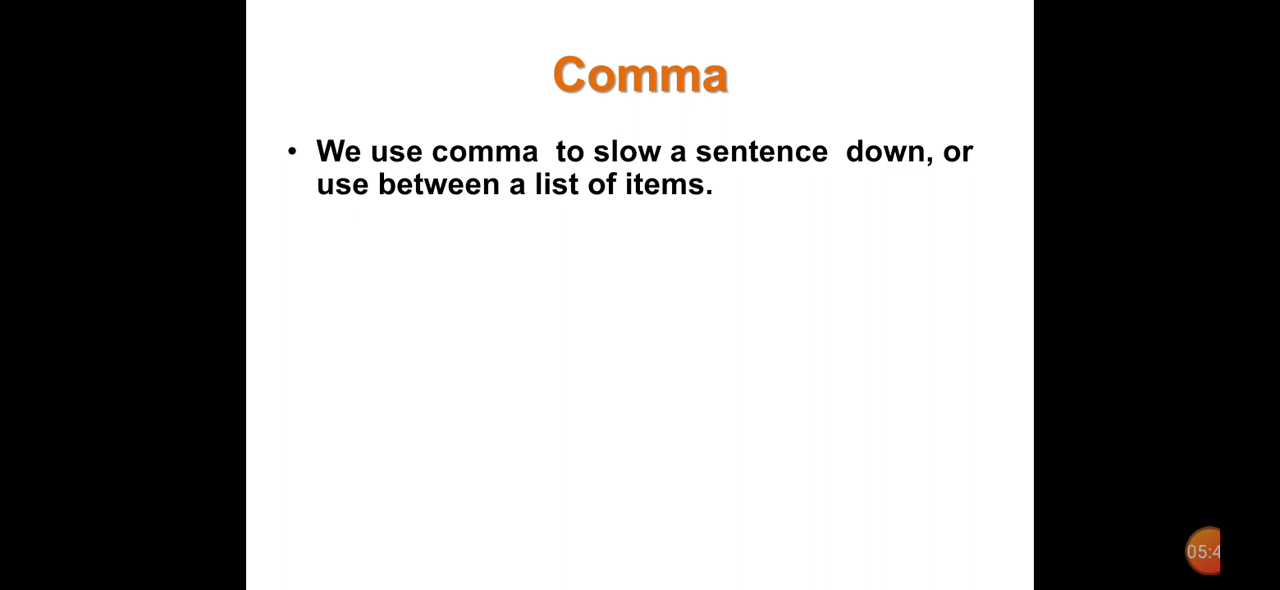 Comma
• We use comma  to slow a sentence  down, or
use between a list of items.
05:4